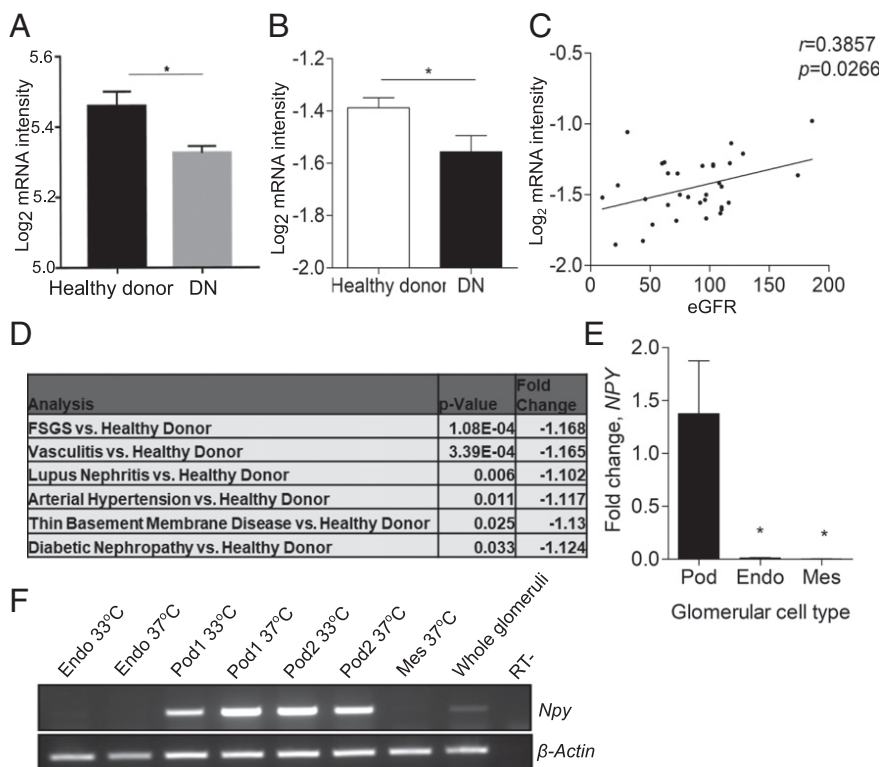 A
5.6
5.4
5.2
5.0
Log2 mRNA intensity
*
Healthy donor
DN
B
-1.2
-1.4
-1.6
-1.8
-2.0
Log2 mRNA intensity
*
Healthy donor
DN
C
r=0.3857
p=0.0266
-0.5
-1.0
-1.5
-2.0
Log2 mRNA intensity
0 50 100 150 200
eGFR
D
Analysis p-Value Fold Change
FSGS vs. Healthy Donor 1.08E-04 -1.168
Vasculitis vs. Healthy Donor 3.39E-04 -1.165
Lupus Nephritis vs. Healthy Donor 0.006 -1.102
Arterial Hypertension vs. Healthy Donor 0.011 -1.117
Thin Basement Membrane Disease vs. Healthy Donor 0.025 -1.13
Diabetic Nephropathy vs. Healthy Donor 0.033 -1.124
E
2.0
1.5
1.0
0.5
0.0
Fold change, NPY
* *
Pod Endo Mes
Glomerular cell type
F
Endo 33ºC
Endo 37ºC
Pod1 33ºC
Pod1 37ºC
Pod2 33ºC
Pod2 37ºC
Mes 37ºC
Whole glomeruli
RT-
Npy
β-Actin